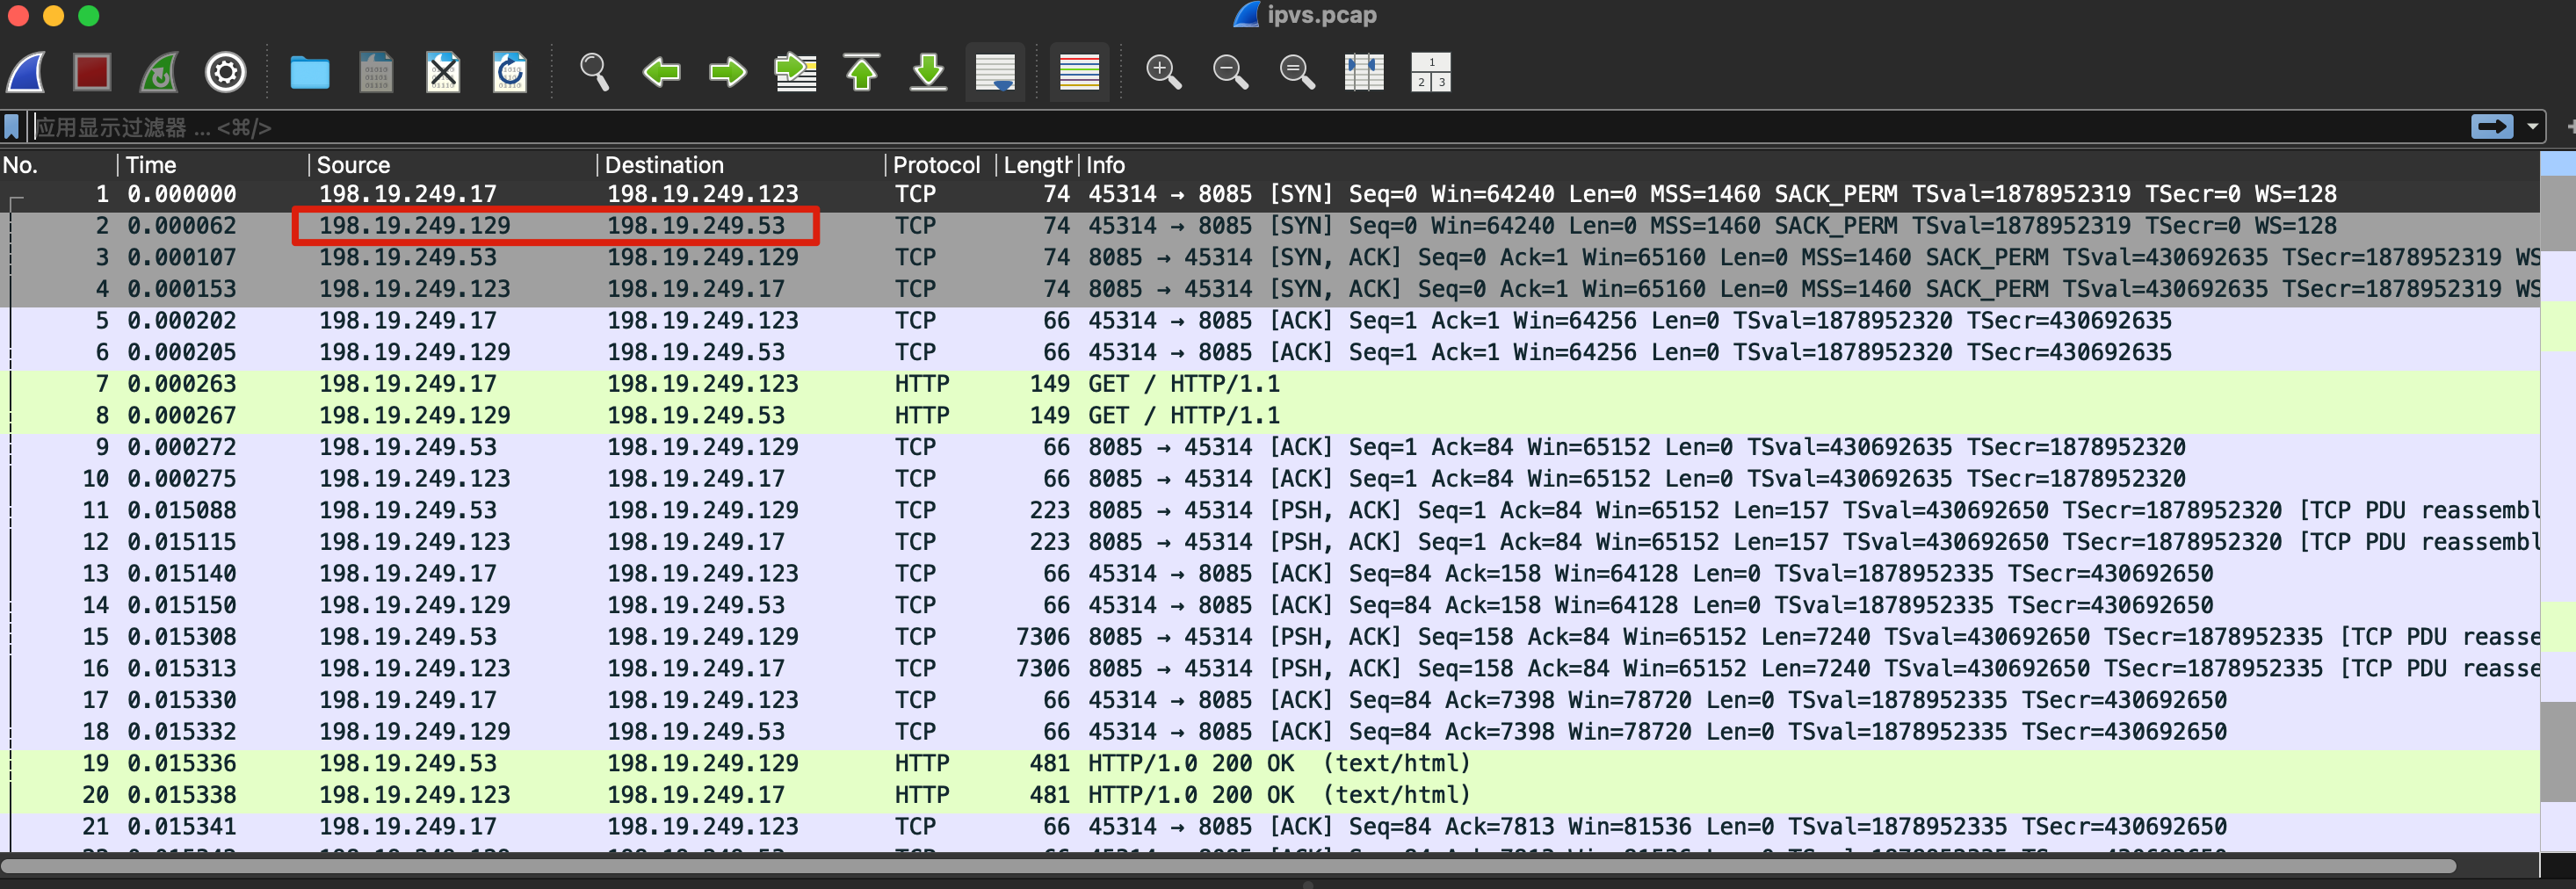 ipvs.pcap
应用显示过滤器 ... <⌘/>
No. Time Source Destination Protocol Length Info
1 0.000000 198.19.249.17 198.19.249.123 TCP 74 45314 → 8085 [SYN] Seq=0 Win=64240 Len=0 MSS=1460 SACK_PERM TSval=1878952319 TSecr=0 WS=128
2 0.000062 198.19.249.129 198.19.249.53 TCP 74 45314 → 8085 [SYN] Seq=0 Win=64240 Len=0 MSS=1460 SACK_PERM TSval=1878952319 TSecr=0 WS=128
3 0.000107 198.19.249.53 198.19.249.129 TCP 74 8085 → 45314 [SYN, ACK] Seq=0 Ack=1 Win=65160 Len=0 MSS=1460 SACK_PERM TSval=430692635 TSecr=1878952319 WS
4 0.000153 198.19.249.123 198.19.249.17 TCP 74 8085 → 45314 [SYN, ACK] Seq=0 Ack=1 Win=65160 Len=0 MSS=1460 SACK_PERM TSval=430692635 TSecr=1878952319 WS
5 0.000202 198.19.249.17 198.19.249.123 TCP 66 45314 → 8085 [ACK] Seq=1 Ack=1 Win=64256 Len=0 TSval=1878952320 TSecr=430692635
6 0.000205 198.19.249.129 198.19.249.53 TCP 66 45314 → 8085 [ACK] Seq=1 Ack=1 Win=64256 Len=0 TSval=1878952320 TSecr=430692635
7 0.000263 198.19.249.17 198.19.249.123 HTTP 149 GET / HTTP/1.1
8 0.000267 198.19.249.129 198.19.249.53 HTTP 149 GET / HTTP/1.1
9 0.000272 198.19.249.53 198.19.249.129 TCP 66 8085 → 45314 [ACK] Seq=1 Ack=84 Win=65152 Len=0 TSval=430692635 TSecr=1878952320
10 0.000275 198.19.249.123 198.19.249.17 TCP 66 8085 → 45314 [ACK] Seq=1 Ack=84 Win=65152 Len=0 TSval=430692635 TSecr=1878952320
11 0.015088 198.19.249.53 198.19.249.129 TCP 223 8085 → 45314 [PSH, ACK] Seq=1 Ack=84 Win=65152 Len=157 TSval=430692650 TSecr=1878952320 [TCP PDU reassembl
12 0.015115 198.19.249.123 198.19.249.17 TCP 223 8085 → 45314 [PSH, ACK] Seq=1 Ack=84 Win=65152 Len=157 TSval=430692650 TSecr=1878952320 [TCP PDU reassembl
13 0.015140 198.19.249.17 198.19.249.123 TCP 66 45314 → 8085 [ACK] Seq=84 Ack=158 Win=64128 Len=0 TSval=1878952335 TSecr=430692650
14 0.015150 198.19.249.129 198.19.249.53 TCP 66 45314 → 8085 [ACK] Seq=84 Ack=158 Win=64128 Len=0 TSval=1878952335 TSecr=430692650
15 0.015308 198.19.249.53 198.19.249.129 TCP 7306 8085 → 45314 [PSH, ACK] Seq=158 Ack=84 Win=65152 Len=7240 TSval=430692650 TSecr=1878952335 [TCP PDU reasse
16 0.015313 198.19.249.123 198.19.249.17 TCP 7306 8085 → 45314 [PSH, ACK] Seq=158 Ack=84 Win=65152 Len=7240 TSval=430692650 TSecr=1878952335 [TCP PDU reasse
17 0.015330 198.19.249.17 198.19.249.123 TCP 66 45314 → 8085 [ACK] Seq=84 Ack=7398 Win=78720 Len=0 TSval=1878952335 TSecr=430692650
18 0.015332 198.19.249.129 198.19.249.53 TCP 66 45314 → 8085 [ACK] Seq=84 Ack=7398 Win=78720 Len=0 TSval=1878952335 TSecr=430692650
19 0.015336 198.19.249.53 198.19.249.129 HTTP 481 HTTP/1.0 200 OK (text/html)
20 0.015338 198.19.249.123 198.19.249.17 HTTP 481 HTTP/1.0 200 OK (text/html)
21 0.015341 198.19.249.17 198.19.249.123 TCP 66 45314 → 8085 [ACK] Seq=84 Ack=7813 Win=81536 Len=0 TSval=1878952335 TSecr=430692650